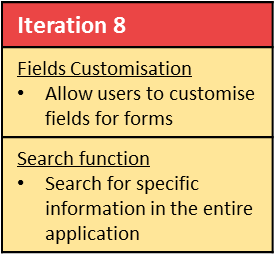 Iteration 8
Fields Customisation
• Allow users to customise
fields for forms
Search function
• Search for specific
information in the entire
application